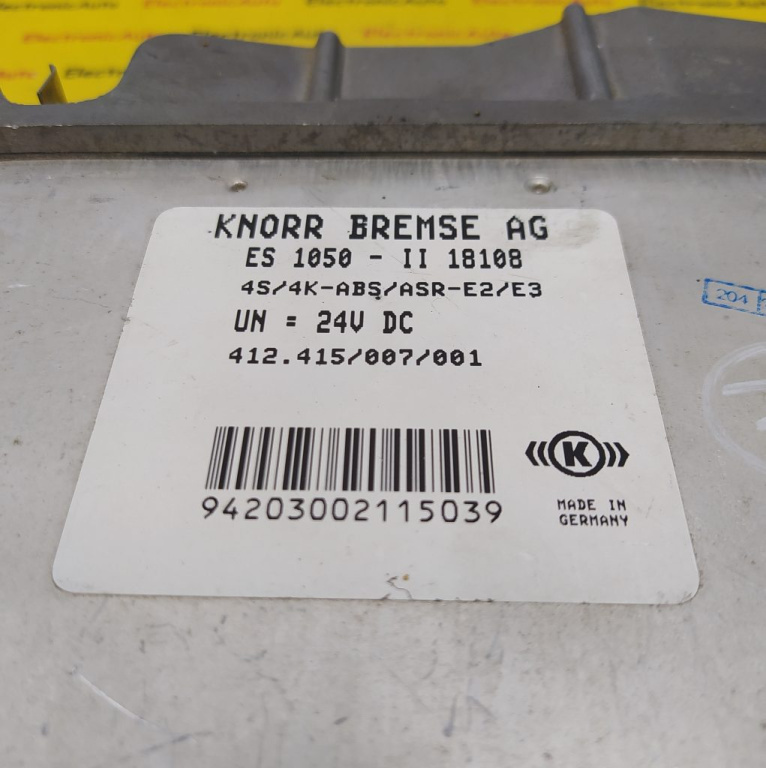 KNORR BREMSE AG
ES 1050 - II 18108
4S/4K-ABS/ASR-E2/E3
UN = 24V DC
412.415/007/001
94203002115039
K
MADE IN
GERMANY
204